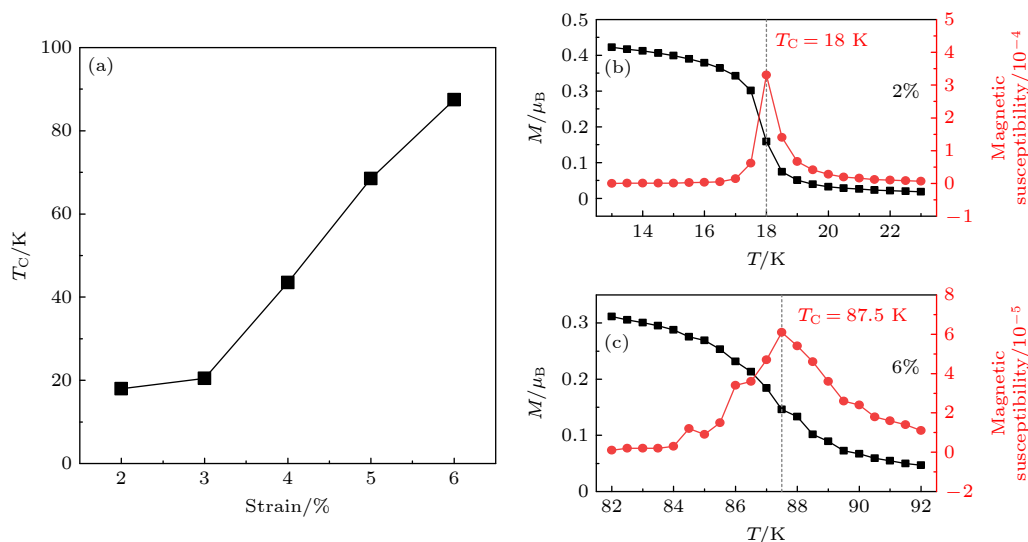 (a)
100
80
60
40
20
0
T_C/K
2 3 4 5 6
Strain/%
(b)
0.5
0.4
0.3
0.2
0.1
0
M/μ_B
T_C = 18 K
2%
5
4
3
2
1
0
−1
Magnetic
susceptibility/10⁻⁴
14 16 18 20 22
T/K
(c)
0.3
0.2
0.1
0
M/μ_B
T_C = 87.5 K
6%
8
6
4
2
0
−2
Magnetic
susceptibility/10⁻⁵
82 84 86 88 90 92
T/K